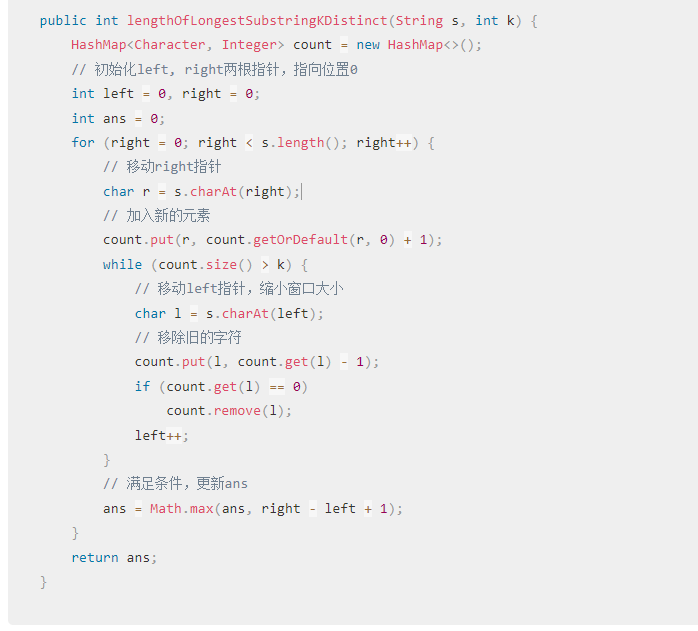 public int lengthOfLongestSubstringKDistinct(String s, int k) {
    HashMap<Character, Integer> count = new HashMap<>();
    // 初始化left, right两根指针，指向位置0
    int left = 0, right = 0;
    int ans = 0;
    for (right = 0; right < s.length(); right++) {
        // 移动right指针
        char r = s.charAt(right);
        // 加入新的元素
        count.put(r, count.getOrDefault(r, 0) + 1);
        while (count.size() > k) {
            // 移动left指针，缩小窗口大小
            char l = s.charAt(left);
            // 移除旧的字符
            count.put(l, count.get(l) - 1);
            if (count.get(l) == 0)
                count.remove(l);
            left++;
        }
        // 满足条件，更新ans
        ans = Math.max(ans, right - left + 1);
    }
    return ans;
}